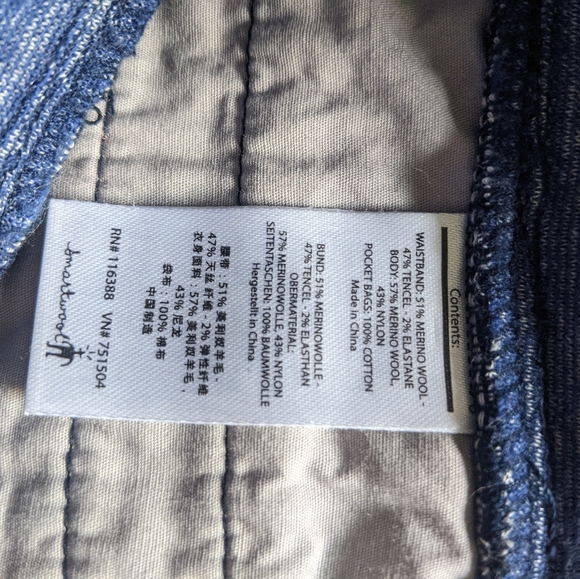 Contents:
WAISTBAND: 51% MERINO WOOL -
47% TENCEL - 2% ELASTANE
BODY 57% MERINO WOOL,
43% NYLON
POCKET BAGS: 100% COTTON
Made in China
BUND: 51% MERINOWOLLE -
47% TENCEL - 2% ELASTHAN
OBERMATERIAL:
57% MERINOWOLLE, 43% NYLON
SEITENTASCHEN: 100% BAUMWOLLE
Hergestellt in China
腰带 : 51% 美利奴羊毛 -
47% 天丝 纤维 - 2% 弹性纤维
衣身面料 : 57% 美利奴羊毛 ,
43% 尼龙
袋布 : 100% 棉布
中国制造
RN# 116388 VN# 751504
smartwool